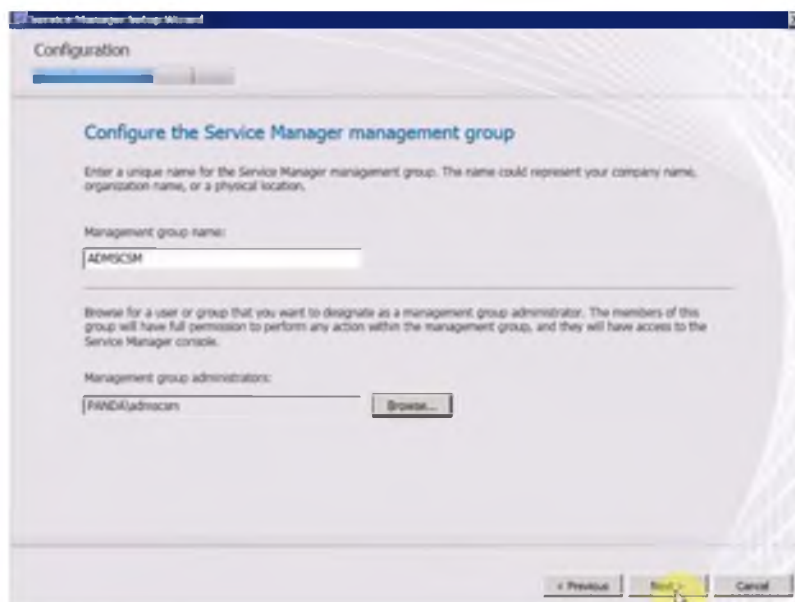 Service Manager Setup Wizard
Configuration
Configure the Service Manager management group
Enter a unique name for the Service Manager management group. The name could represent your company name,
organization name, or a physical location.
Management group name:
ADMSCSM
Browse for a user or group that you want to designate as a management group administrator. The members of this
group will have full permission to perform any action within the management group, and they will have access to the
Service Manager console.
Management group administrators:
PANDA\admscsm
Browse...
< Previous
Next >
Cancel